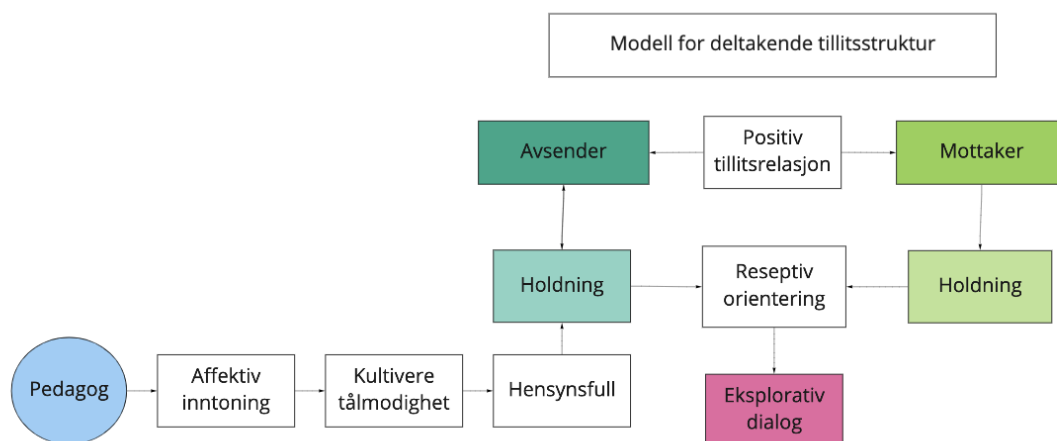 Modell for deltakende tillitsstruktur
Avsender
Positiv
tillitsrelasjon
Mottaker
Holdning
Reseptiv
orientering
Holdning
Pedagog
Affektiv
inntoning
Kultivere
tålmodighet
Hensynsfull
Eksplorativ
dialog